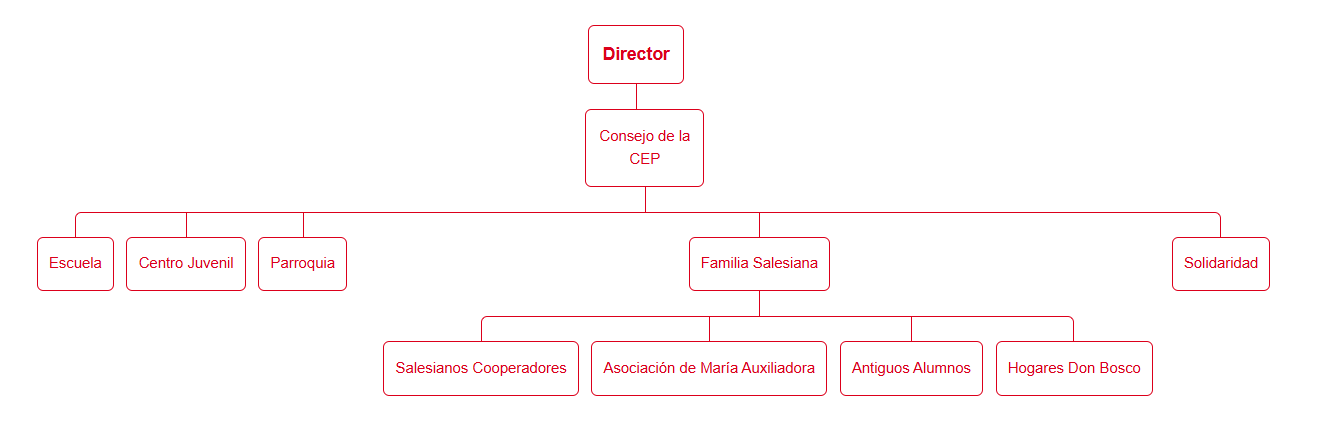 Director
Consejo de la
CEP
Escuela
Centro Juvenil
Parroquia
Familia Salesiana
Solidaridad
Salesianos Cooperadores
Asociación de María Auxiliadora
Antiguos Alumnos
Hogares Don Bosco